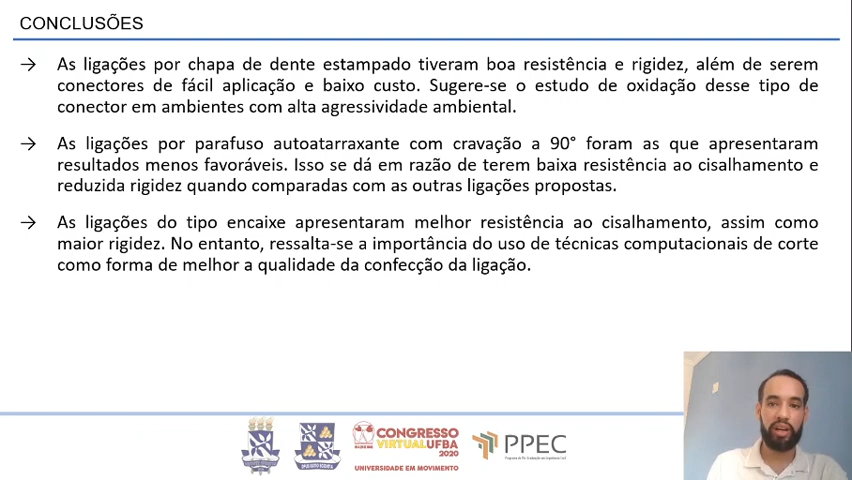 CONCLUSÕES
→ As ligações por chapa de dente estampado tiveram boa resistência e rigidez, além de serem
conectores de fácil aplicação e baixo custo. Sugere-se o estudo de oxidação desse tipo de
conector em ambientes com alta agressividade ambiental.
→ As ligações por parafuso autoatarraxante com cravação a 90° foram as que apresentaram
resultados menos favoráveis. Isso se dá em razão de terem baixa resistência ao cisalhamento e
reduzida rigidez quando comparadas com as outras ligações propostas.
→ As ligações do tipo encaixe apresentaram melhor resistência ao cisalhamento, assim como
maior rigidez. No entanto, ressalta-se a importância do uso de técnicas computacionais de corte
como forma de melhor a qualidade da confecção da ligação.
CONGRESSO
VIRTUALUFBA
2020
UNIVERSIDADE EM MOVIMENTO
PPEC